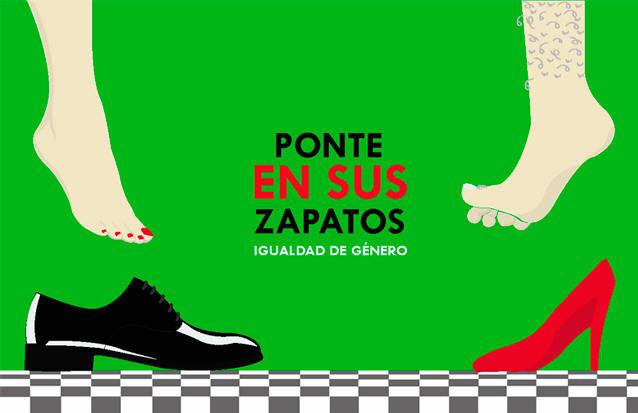 PONTE
EN SUS
ZAPATOS
IGUALDAD DE GÉNERO